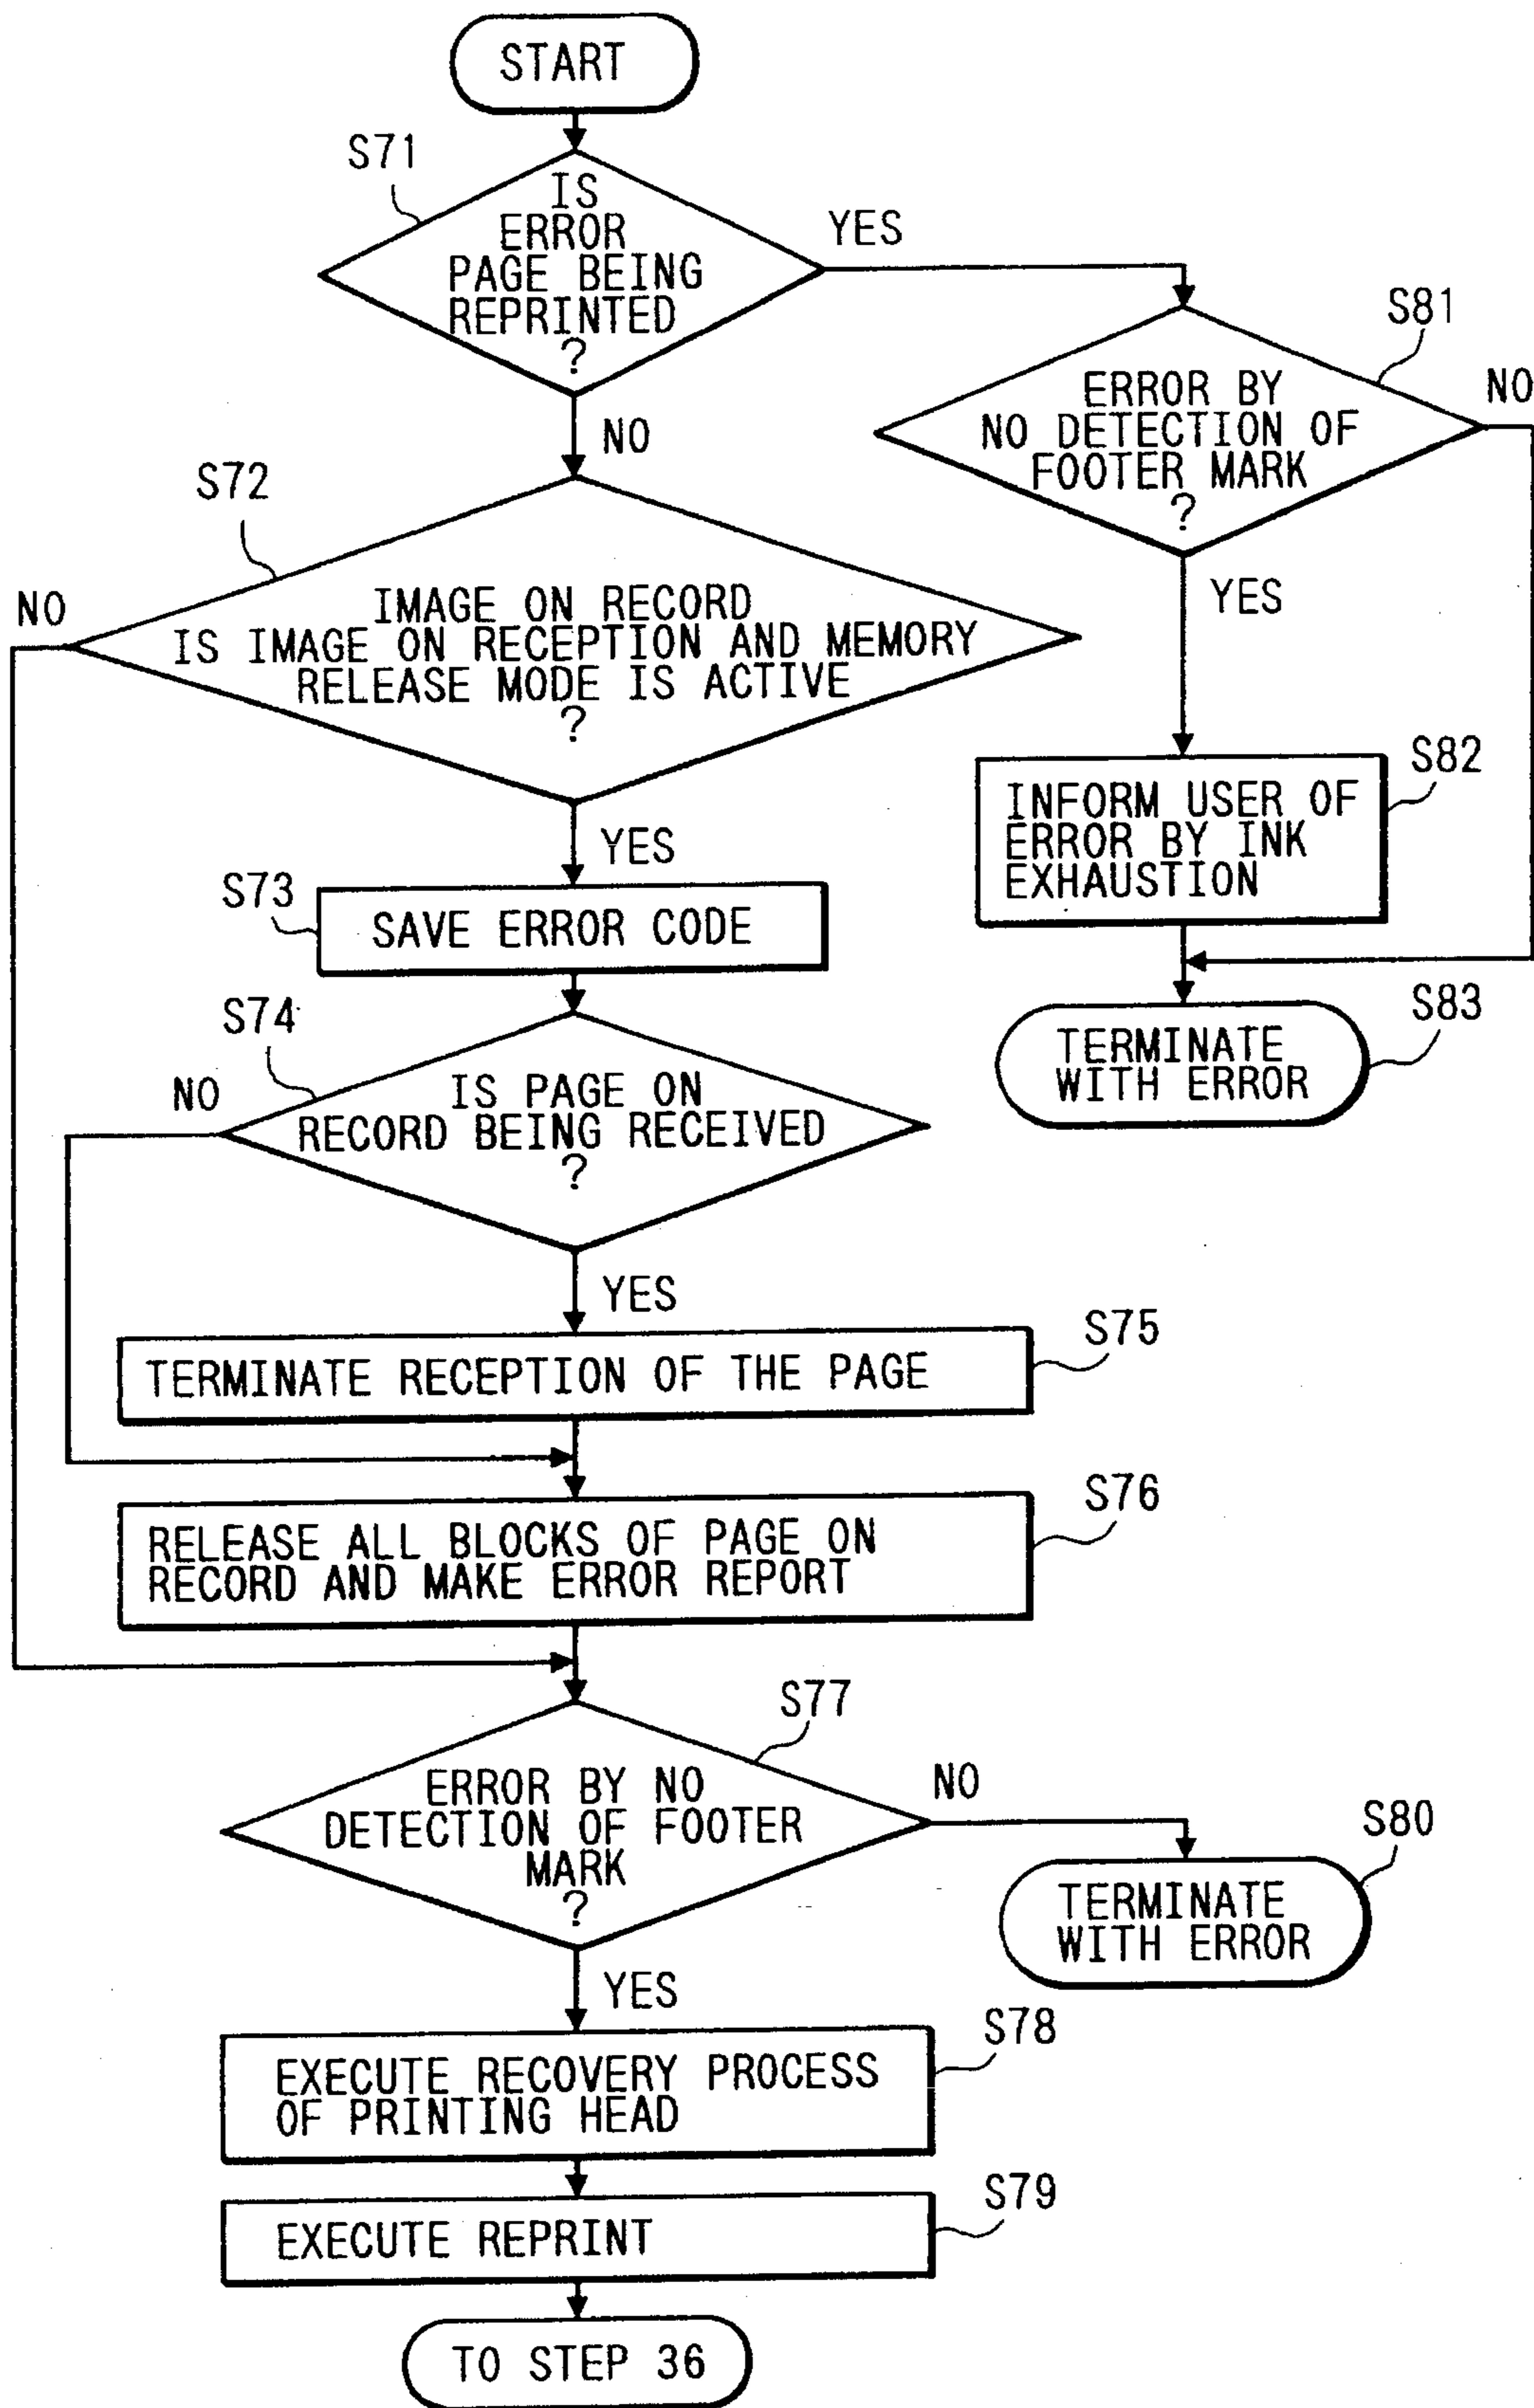 START
S71
IS
ERROR
PAGE BEING
REPRINTED
?
YES
NO
S81
ERROR BY
NO DETECTION OF
FOOTER MARK
?
NO
YES
S82
INFORM USER OF
ERROR BY INK
EXHAUSTION
S83
TERMINATE
WITH ERROR
S72
NO
IMAGE ON RECORD
IS IMAGE ON RECEPTION AND MEMORY
RELEASE MODE IS ACTIVE
?
YES
S73
SAVE ERROR CODE
S74
NO
IS PAGE ON
RECORD BEING RECEIVED
?
YES
S75
TERMINATE RECEPTION OF THE PAGE
S76
RELEASE ALL BLOCKS OF PAGE ON
RECORD AND MAKE ERROR REPORT
S77
ERROR BY NO
DETECTION OF FOOTER
MARK
?
NO
S80
TERMINATE
WITH ERROR
YES
S78
EXECUTE RECOVERY PROCESS
OF PRINTING HEAD
S79
EXECUTE REPRINT
TO STEP 36